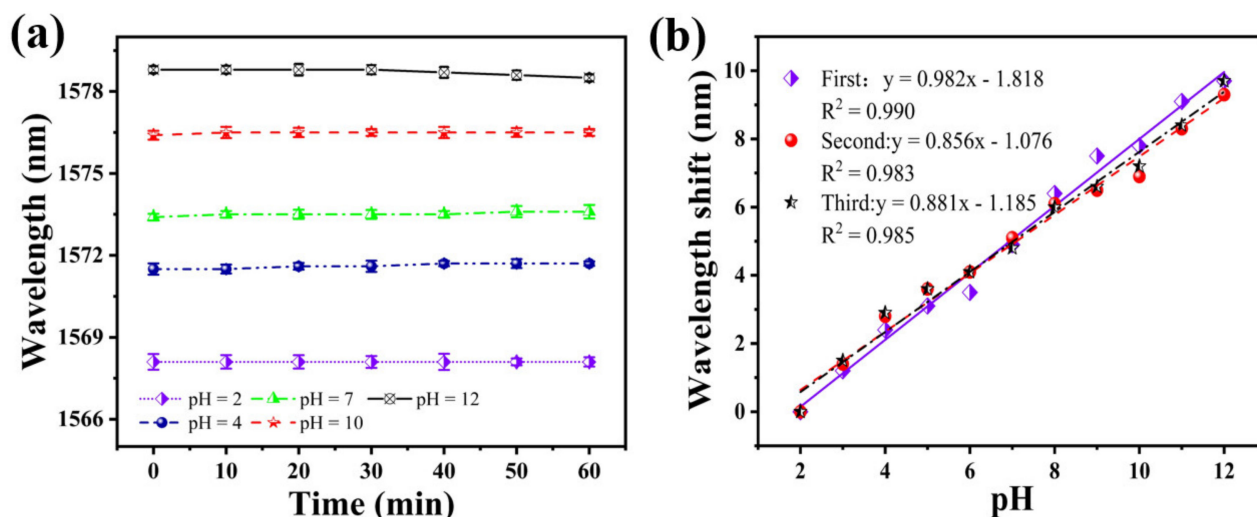 (a)
Wavelength (nm)
1578
1575
1572
1569
1566
pH = 2
pH = 7
pH = 12
pH = 4
pH = 10
0 10 20 30 40 50 60
Time (min)
(b)
Wavelength shift (nm)
10
8
6
4
2
0
First：y = 0.982x - 1.818
R² = 0.990
Second:y = 0.856x - 1.076
R² = 0.983
Third:y = 0.881x - 1.185
R² = 0.985
2 4 6 8 10 12
pH